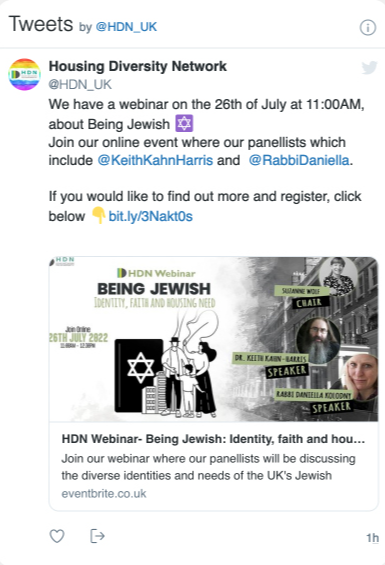 Tweets by @HDN_UK
Housing Diversity Network
@HDN_UK
We have a webinar on the 26th of July at 11:00AM,
about Being Jewish ✡️
Join our online event where our panellists which
include @KeithKahnHarris and @RabbiDaniella.
If you would like to find out more and register, click
below 👇 bit.ly/3Nakt0s
HDN
HDN Webinar
BEING JEWISH
IDENTITY, FAITH AND HOUSING NEED
Join Online
26TH JULY 2022
11:00AM - 12:30PM
SUZANNE WOLF
CHAIR
DR. KEITH KAHN-HARRIS
SPEAKER
RABBI DANIELLA KOLODNY
SPEAKER
HDN Webinar- Being Jewish: Identity, faith and hou...
Join our webinar where our panellists will be discussing
the diverse identities and needs of the UK's Jewish
eventbrite.co.uk
1h